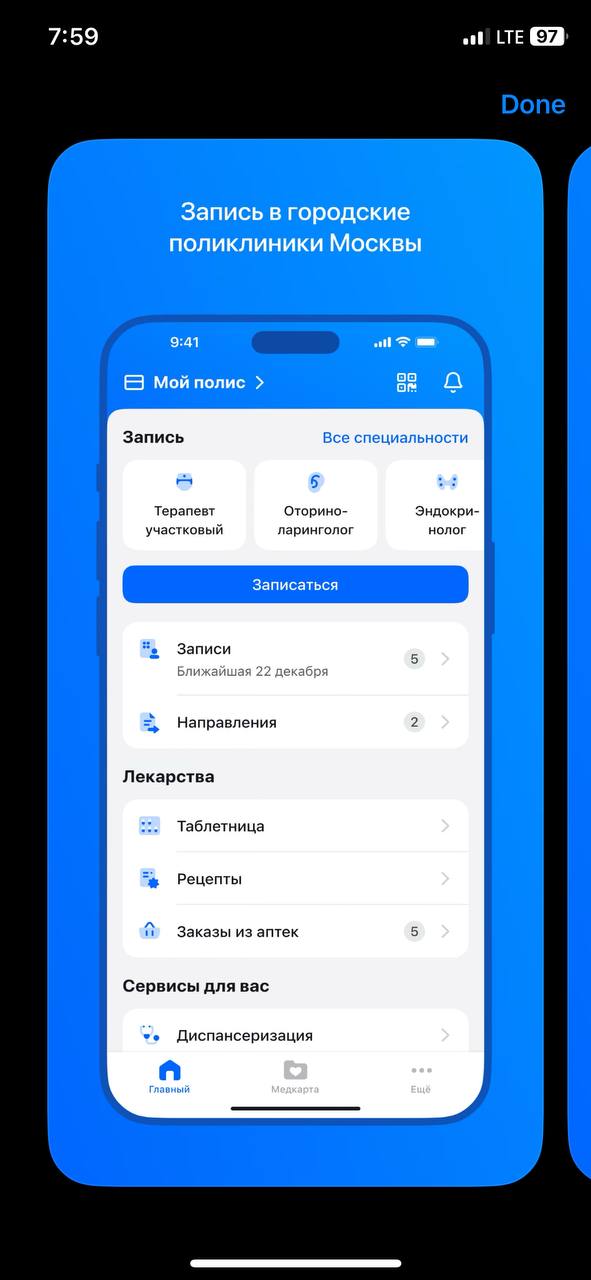 7:59
LTE 97
Done
Запись в городские
поликлиники Москвы
9:41
Мой полис
Запись
Все специальности
Терапевт
участковый
Оторино-
ларинголог
Эндокри-
нолог
Записаться
Записи
5
Ближайшая 22 декабря
Направления
2
Лекарства
Таблетница
Рецепты
Заказы из аптек
5
Сервисы для вас
Диспансеризация
Главный
Медкарта
Ещё